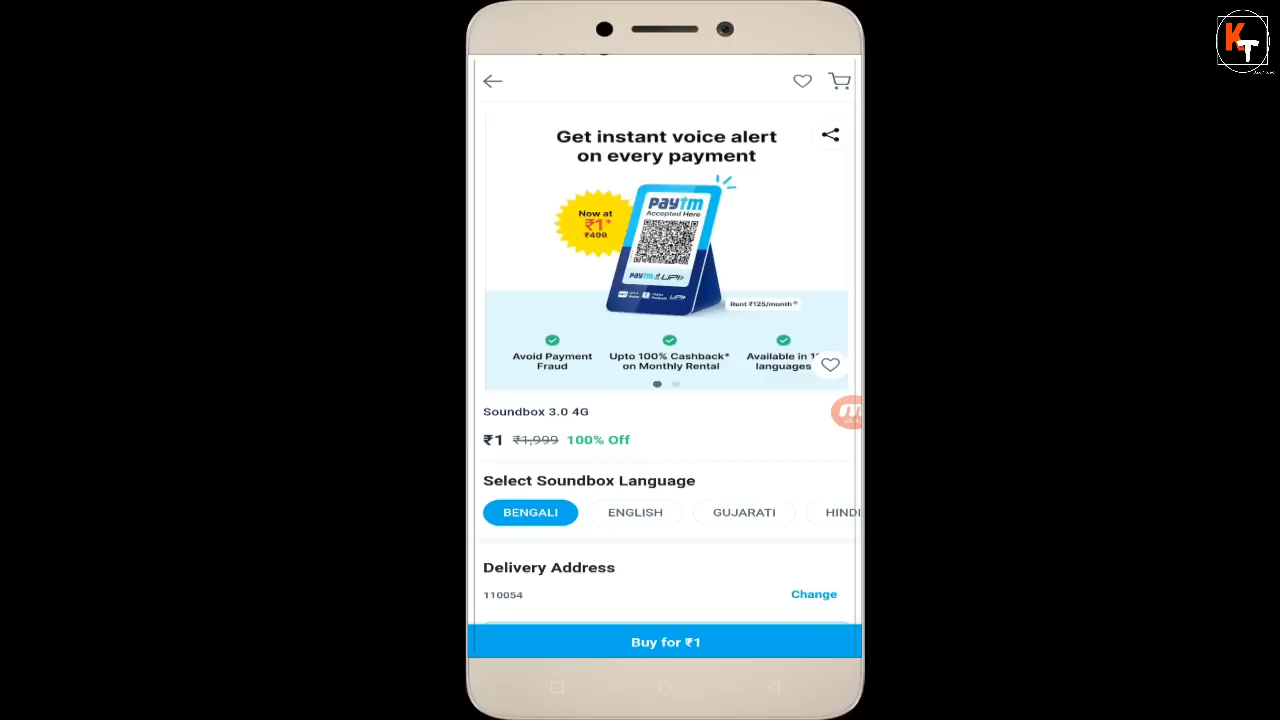 KT
Get instant voice alert
on every payment
Now at
₹1*
₹499
paytm
Accepted Here
paytm UPI
UPI
Rent ₹125/month*
Avoid Payment
Fraud
Upto 100% Cashback*
on Monthly Rental
Available in
languages
Soundbox 3.0 4G
₹1 ₹1,999 100% Off
Select Soundbox Language
BENGALI ENGLISH GUJARATI HINDI
Delivery Address
110054 Change
Buy for ₹1